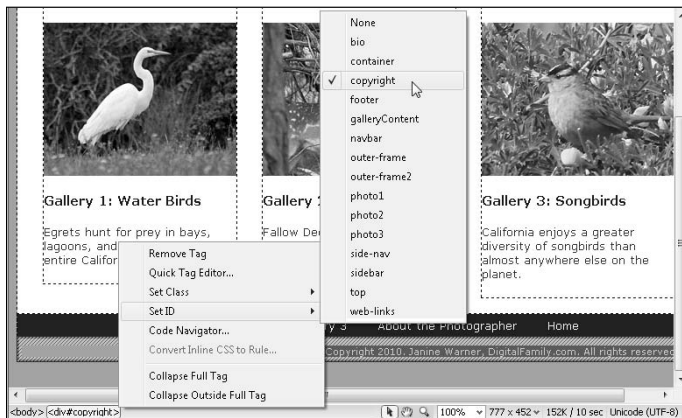 None
bio
container
copyright
footer
galleryContent
navbar
outer-frame
outer-frame2
photo1
photo2
photo3
side-nav
sidebar
top
web-links
Gallery 1: Water Birds
Egrets hunt for prey in bays,
lagoons, and
entire Califor
Gallery
Fallow
Gallery 3: Songbirds
California enjoys a greater
diversity of songbirds than
almost anywhere else on the
planet.
Remove Tag
Quick Tag Editor...
Set Class
Set ID
Code Navigator...
Convert Inline CSS to Rule...
Collapse Full Tag
Collapse Outside Full Tag
y 3 About the Photographer Home
Copyright 2010. Janine Warner, DigitalFamily.com. All rights reserved
<body> <div#copyright> 100% 777 x 452 152K / 10 sec Unicode (UTF-8)